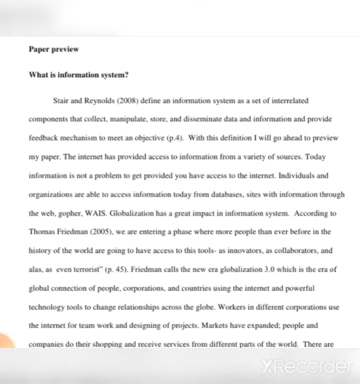 Paper preview
What is information system?
Stair and Reynolds (2008) define an information system as a set of interrelated
components that collect, manipulate, store, and disseminate data and information and provide
feedback mechanism to meet an objective (p.4). With this definition I will go ahead to preview
my paper. The internet has provided access to information from a variety of sources. Today
information is not a problem to get provided you have access to the internet. Individuals and
organizations are able to access information today from databases, sites with information through
the web, gopher, WAIS. Globalization has a great impact in information system. According to
Thomas Friedman (2005), we are entering a phase where more people than ever before in the
history of the world are going to have access to this tools- as innovators, as collaborators, and
alas, as even terrorist" (p. 45). Friedman calls the new era globalization 3.0 which is the era of
global connection of people, corporations, and countries using the internet and powerful
technology tools to change relationships across the globe. Workers in different corporations use
the internet for team work and designing of projects. Markets have expanded; people and
companies do their shopping and receive services from different parts of the world. There are
XRecorder